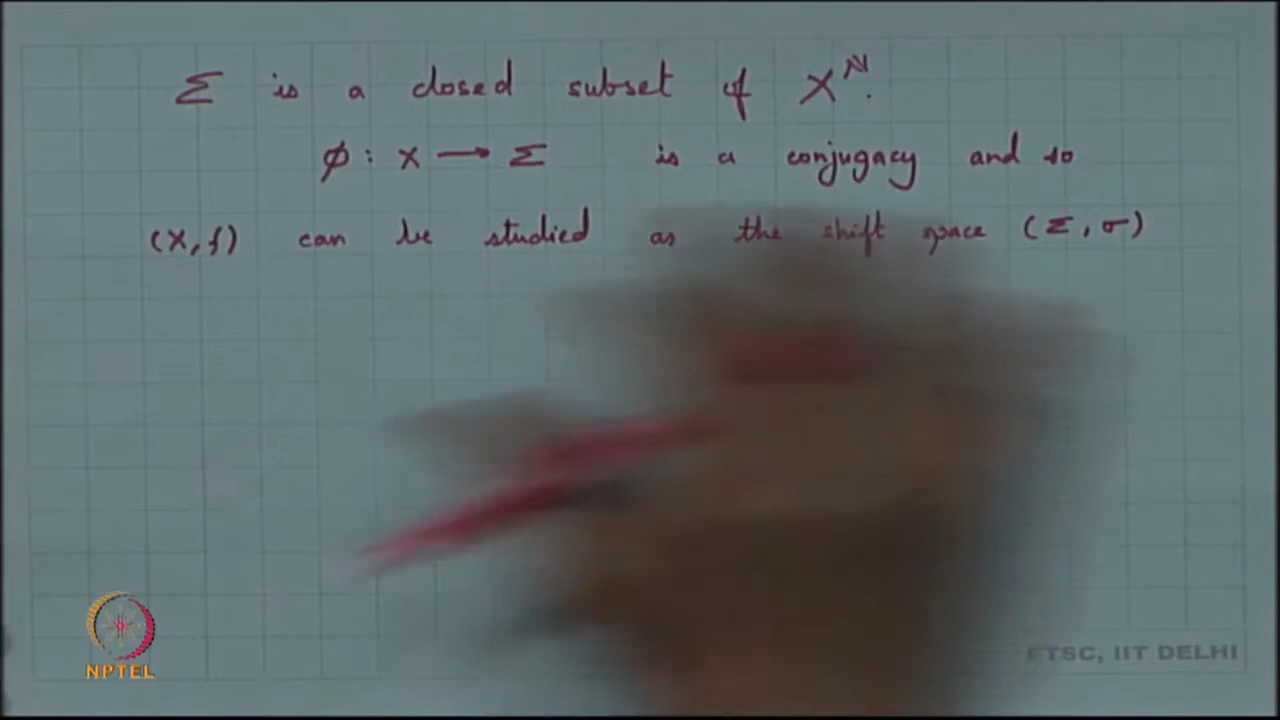 Σ is a closed subset of X^ℕ.
φ : X ⟶ Σ is a conjugacy and so
(X, f) can be studied as the shift space (Σ, σ)
NPTEL
ETSC, IIT DELHI